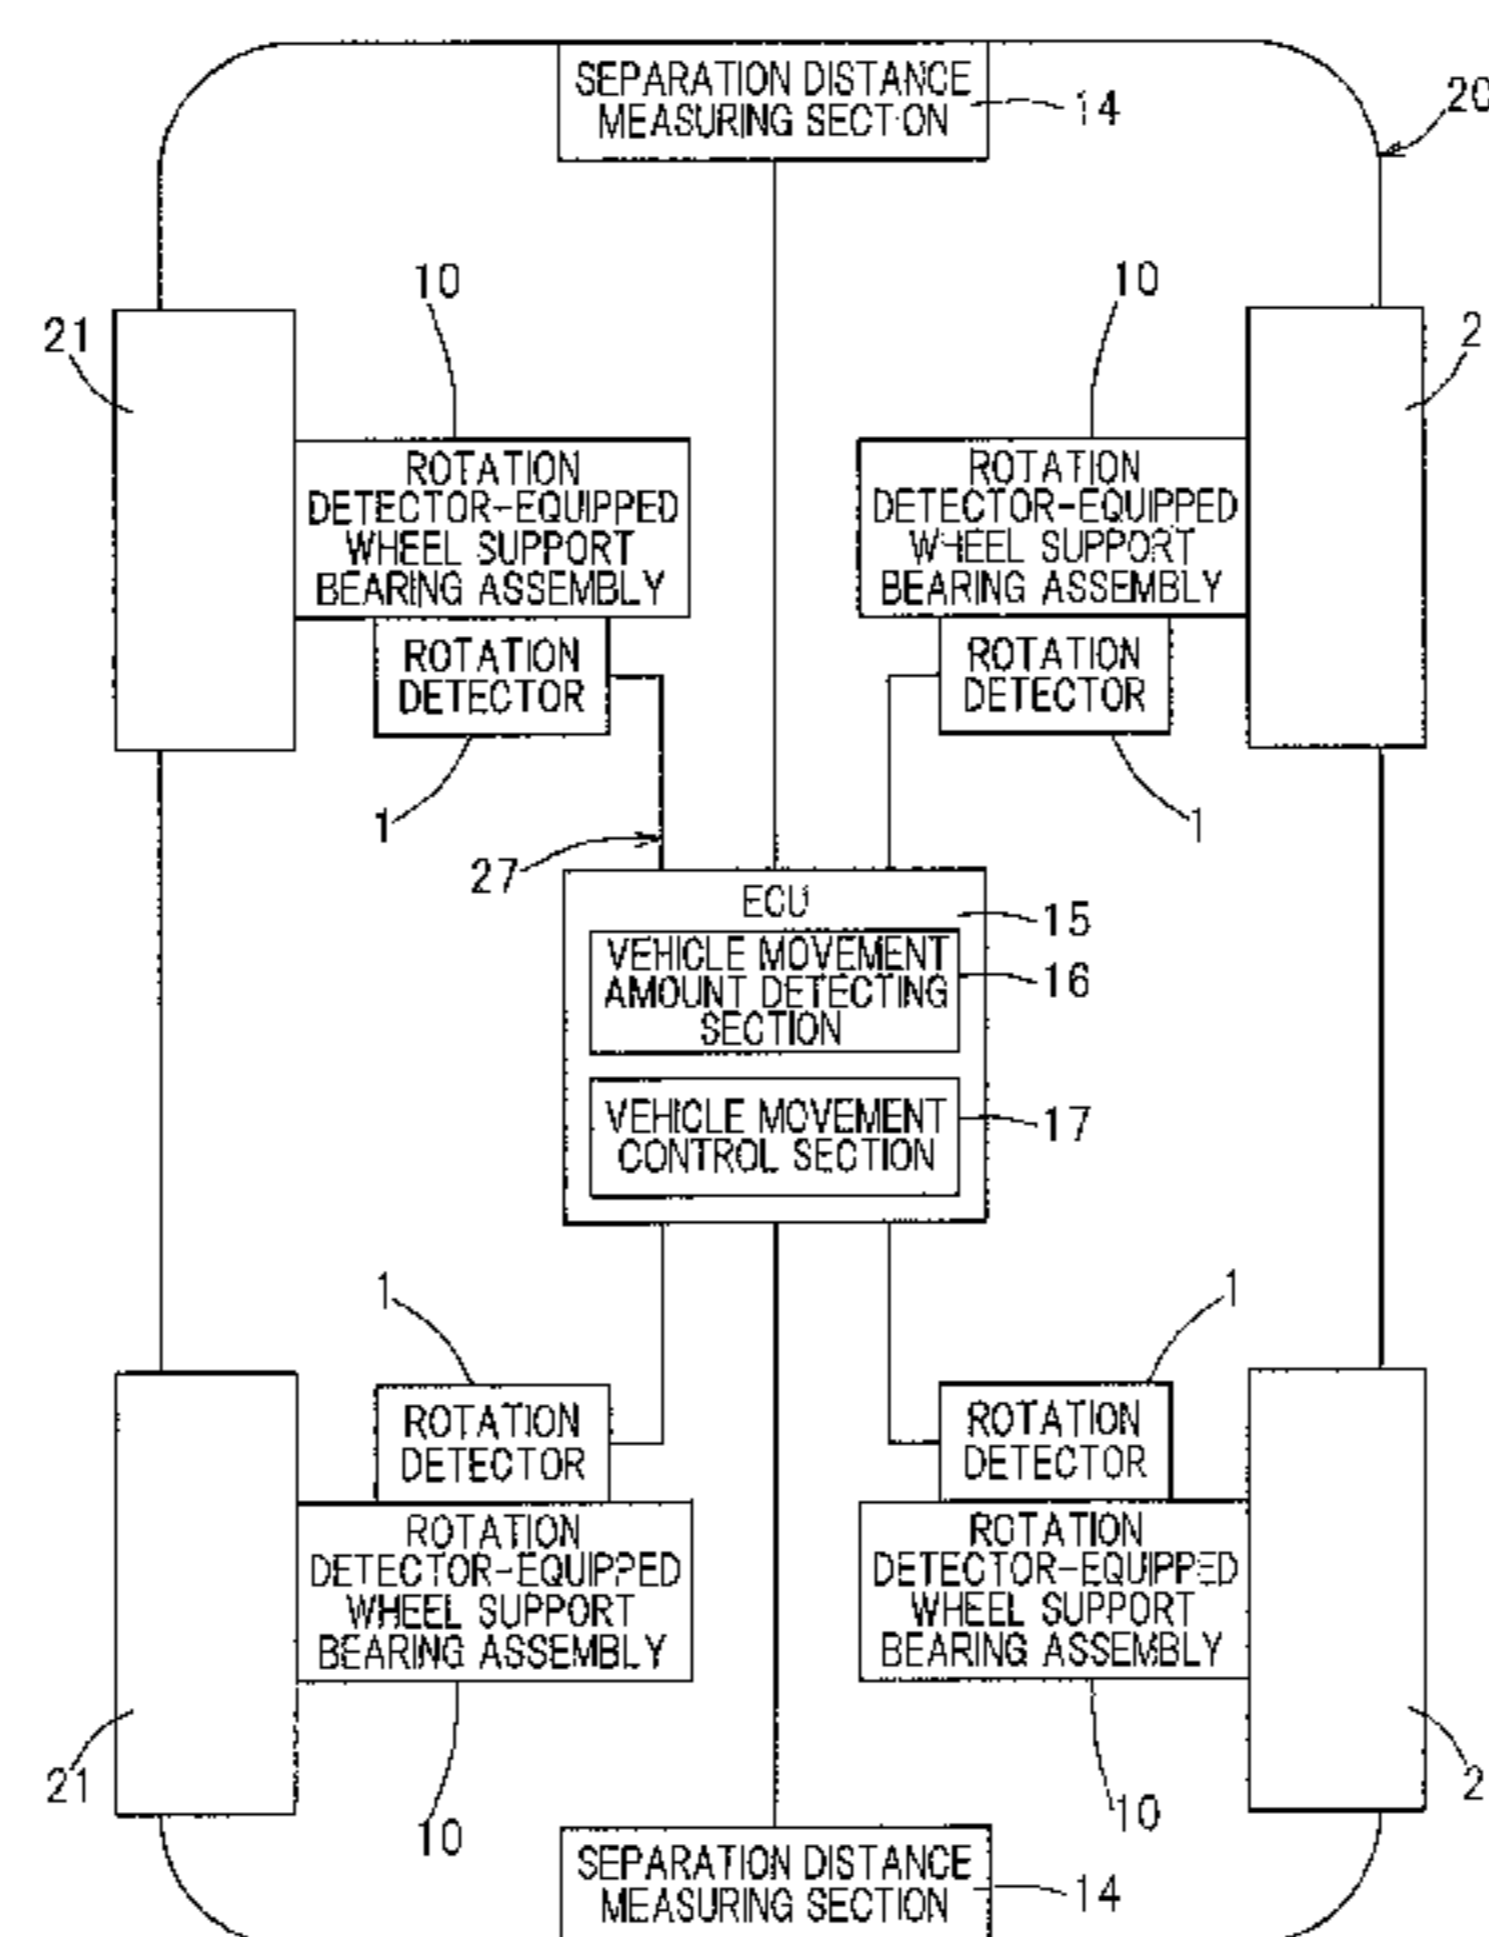 SEPARATION DISTANCE
MEASURING SECTION
14
20
10
10
21
2
ROTATION
DETECTOR-EQUIPPED
WHEEL SUPPORT
BEARING ASSEMBLY
ROTATION
DETECTOR-EQUIPPED
WHEEL SUPPORT
BEARING ASSEMBLY
ROTATION
DETECTOR
ROTATION
DETECTOR
1
1
27
ECU
15
VEHICLE MOVEMENT
AMOUNT DETECTING
SECTION
16
VEHICLE MOVEMENT
CONTROL SECTION
17
1
1
ROTATION
DETECTOR
ROTATION
DETECTOR
ROTATION
DETECTOR-EQUIPPED
WHEEL SUPPORT
BEARING ASSEMBLY
ROTATION
DETECTOR-EQUIPPED
WHEEL SUPPORT
BEARING ASSEMBLY
21
2
10
10
SEPARATION DISTANCE
MEASURING SECTION
14